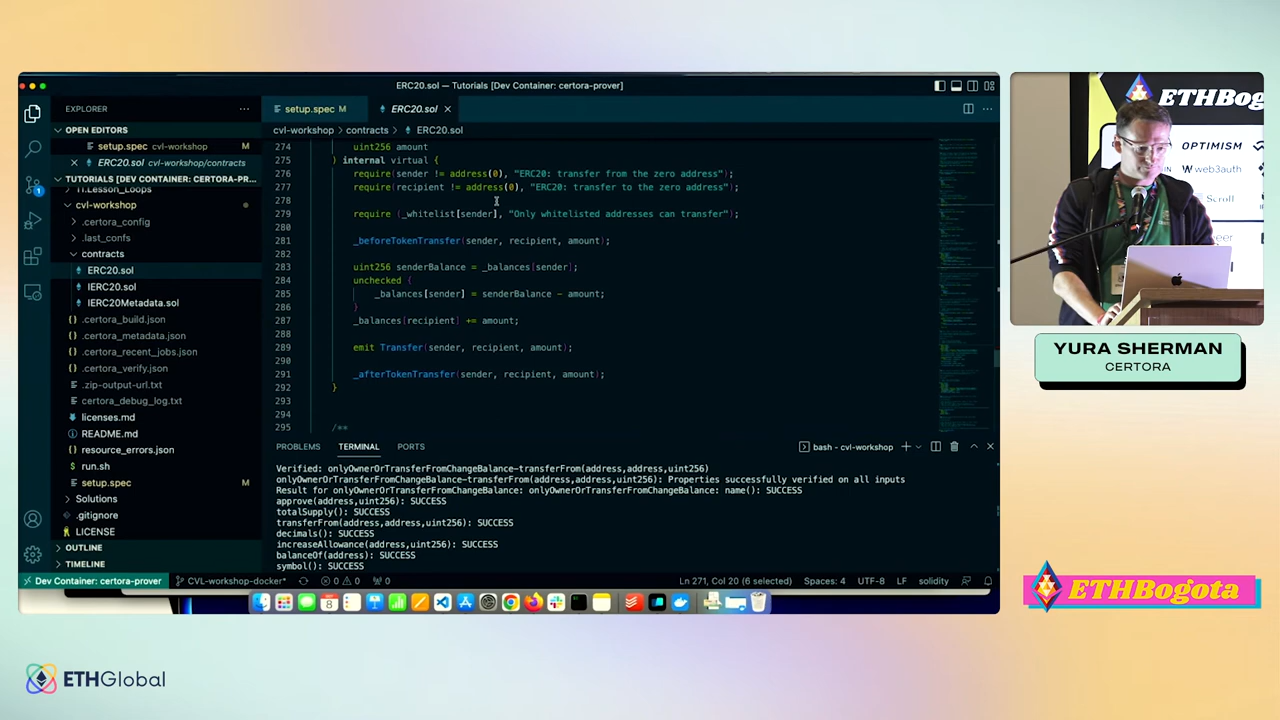 ERC20.sol — Tutorials [Dev Container: certora-prover]
EXPLORER
OPEN EDITORS
setup.spec cvl-workshop M
ERC20.sol cvl-workshop/contracts
TUTORIALS [DEV CONTAINER: CERTORA-PR...
11.Lesson_Loops
cvl-workshop
.certora_config
.last_confs
contracts
ERC20.sol
IERC20.sol
IERC20Metadata.sol
.certora_build.json
.certora_metadata.json
.certora_recent_jobs.json
.certora_verify.json
.zip-output-url.txt
certora_debug_log.txt
licenses.md
README.md
resource_errors.json
run.sh
setup.spec M
Solutions
.gitignore
LICENSE
OUTLINE
TIMELINE
setup.spec M
ERC20.sol
cvl-workshop > contracts > ERC20.sol
274 uint256 amount
275 ) internal virtual {
276 require(sender != address(0), "ERC20: transfer from the zero address");
277 require(recipient != address(0), "ERC20: transfer to the zero address");
278
279 require (_whitelist[sender], "Only whitelisted addresses can transfer");
280
281 _beforeTokenTransfer(sender, recipient, amount);
282
283 uint256 senderBalance = _balances[sender];
284 unchecked {
285 _balances[sender] = senderBalance - amount;
286 }
287 _balances[recipient] += amount;
288
289 emit Transfer(sender, recipient, amount);
290
291 _afterTokenTransfer(sender, recipient, amount);
292 }
293
294
295 /**
PROBLEMS TERMINAL PORTS
bash - cvl-workshop
Verified: onlyOwnerOrTransferFromChangeBalance-transferFrom(address,address,uint256)
onlyOwnerOrTransferFromChangeBalance-transferFrom(address,address,uint256): Properties successfully verified on all inputs
Result for onlyOwnerOrTransferFromChangeBalance: onlyOwnerOrTransferFromChangeBalance: name(): SUCCESS
approve(address,uint256): SUCCESS
totalSupply(): SUCCESS
transferFrom(address,address,uint256): SUCCESS
decimals(): SUCCESS
increaseAllowance(address,uint256): SUCCESS
balanceOf(address): SUCCESS
symbol(): SUCCESS
Dev Container: certora-prover
CVL-workshop-docker*
0 0
0
Ln 271, Col 20 (6 selected)
Spaces: 4
UTF-8
LF
solidity
ETHBog
OPTIMISM
web3auth
Scroll
YURA SHERMAN
CERTORA
ETHBogota
ETHGlobal